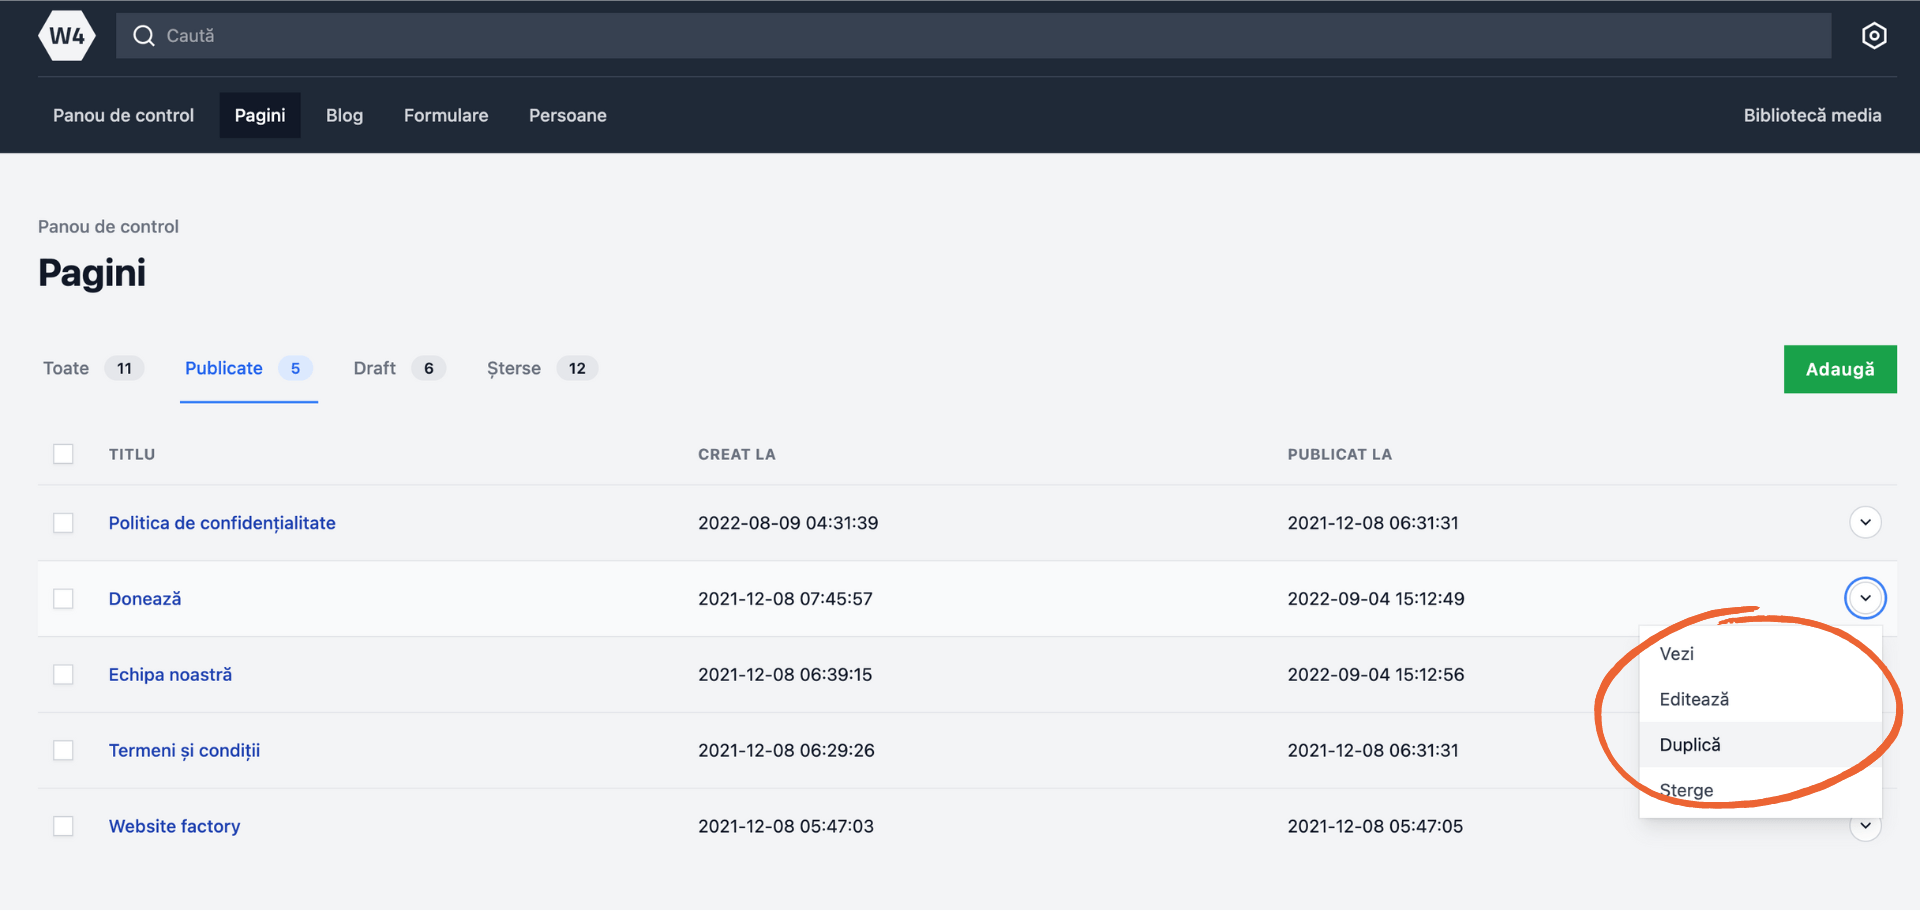 W4 Caută
Panou de control Pagini Blog Formulare Persoane Bibliotecă media
Panou de control
Pagini
Toate 11 Publicate 5 Draft 6 Șterse 12 Adaugă
TITLU CREAT LA PUBLICAT LA
Politica de confidențialitate 2022-08-09 04:31:39 2021-12-08 06:31:31
Donează 2021-12-08 07:45:57 2022-09-04 15:12:49
Vezi
Echipa noastră 2021-12-08 06:39:15 2022-09-04 15:12:56
Editează
Duplică
Termeni și condiții 2021-12-08 06:29:26 2021-12-08 06:31:31
Șterge
Website factory 2021-12-08 05:47:03 2021-12-08 05:47:05